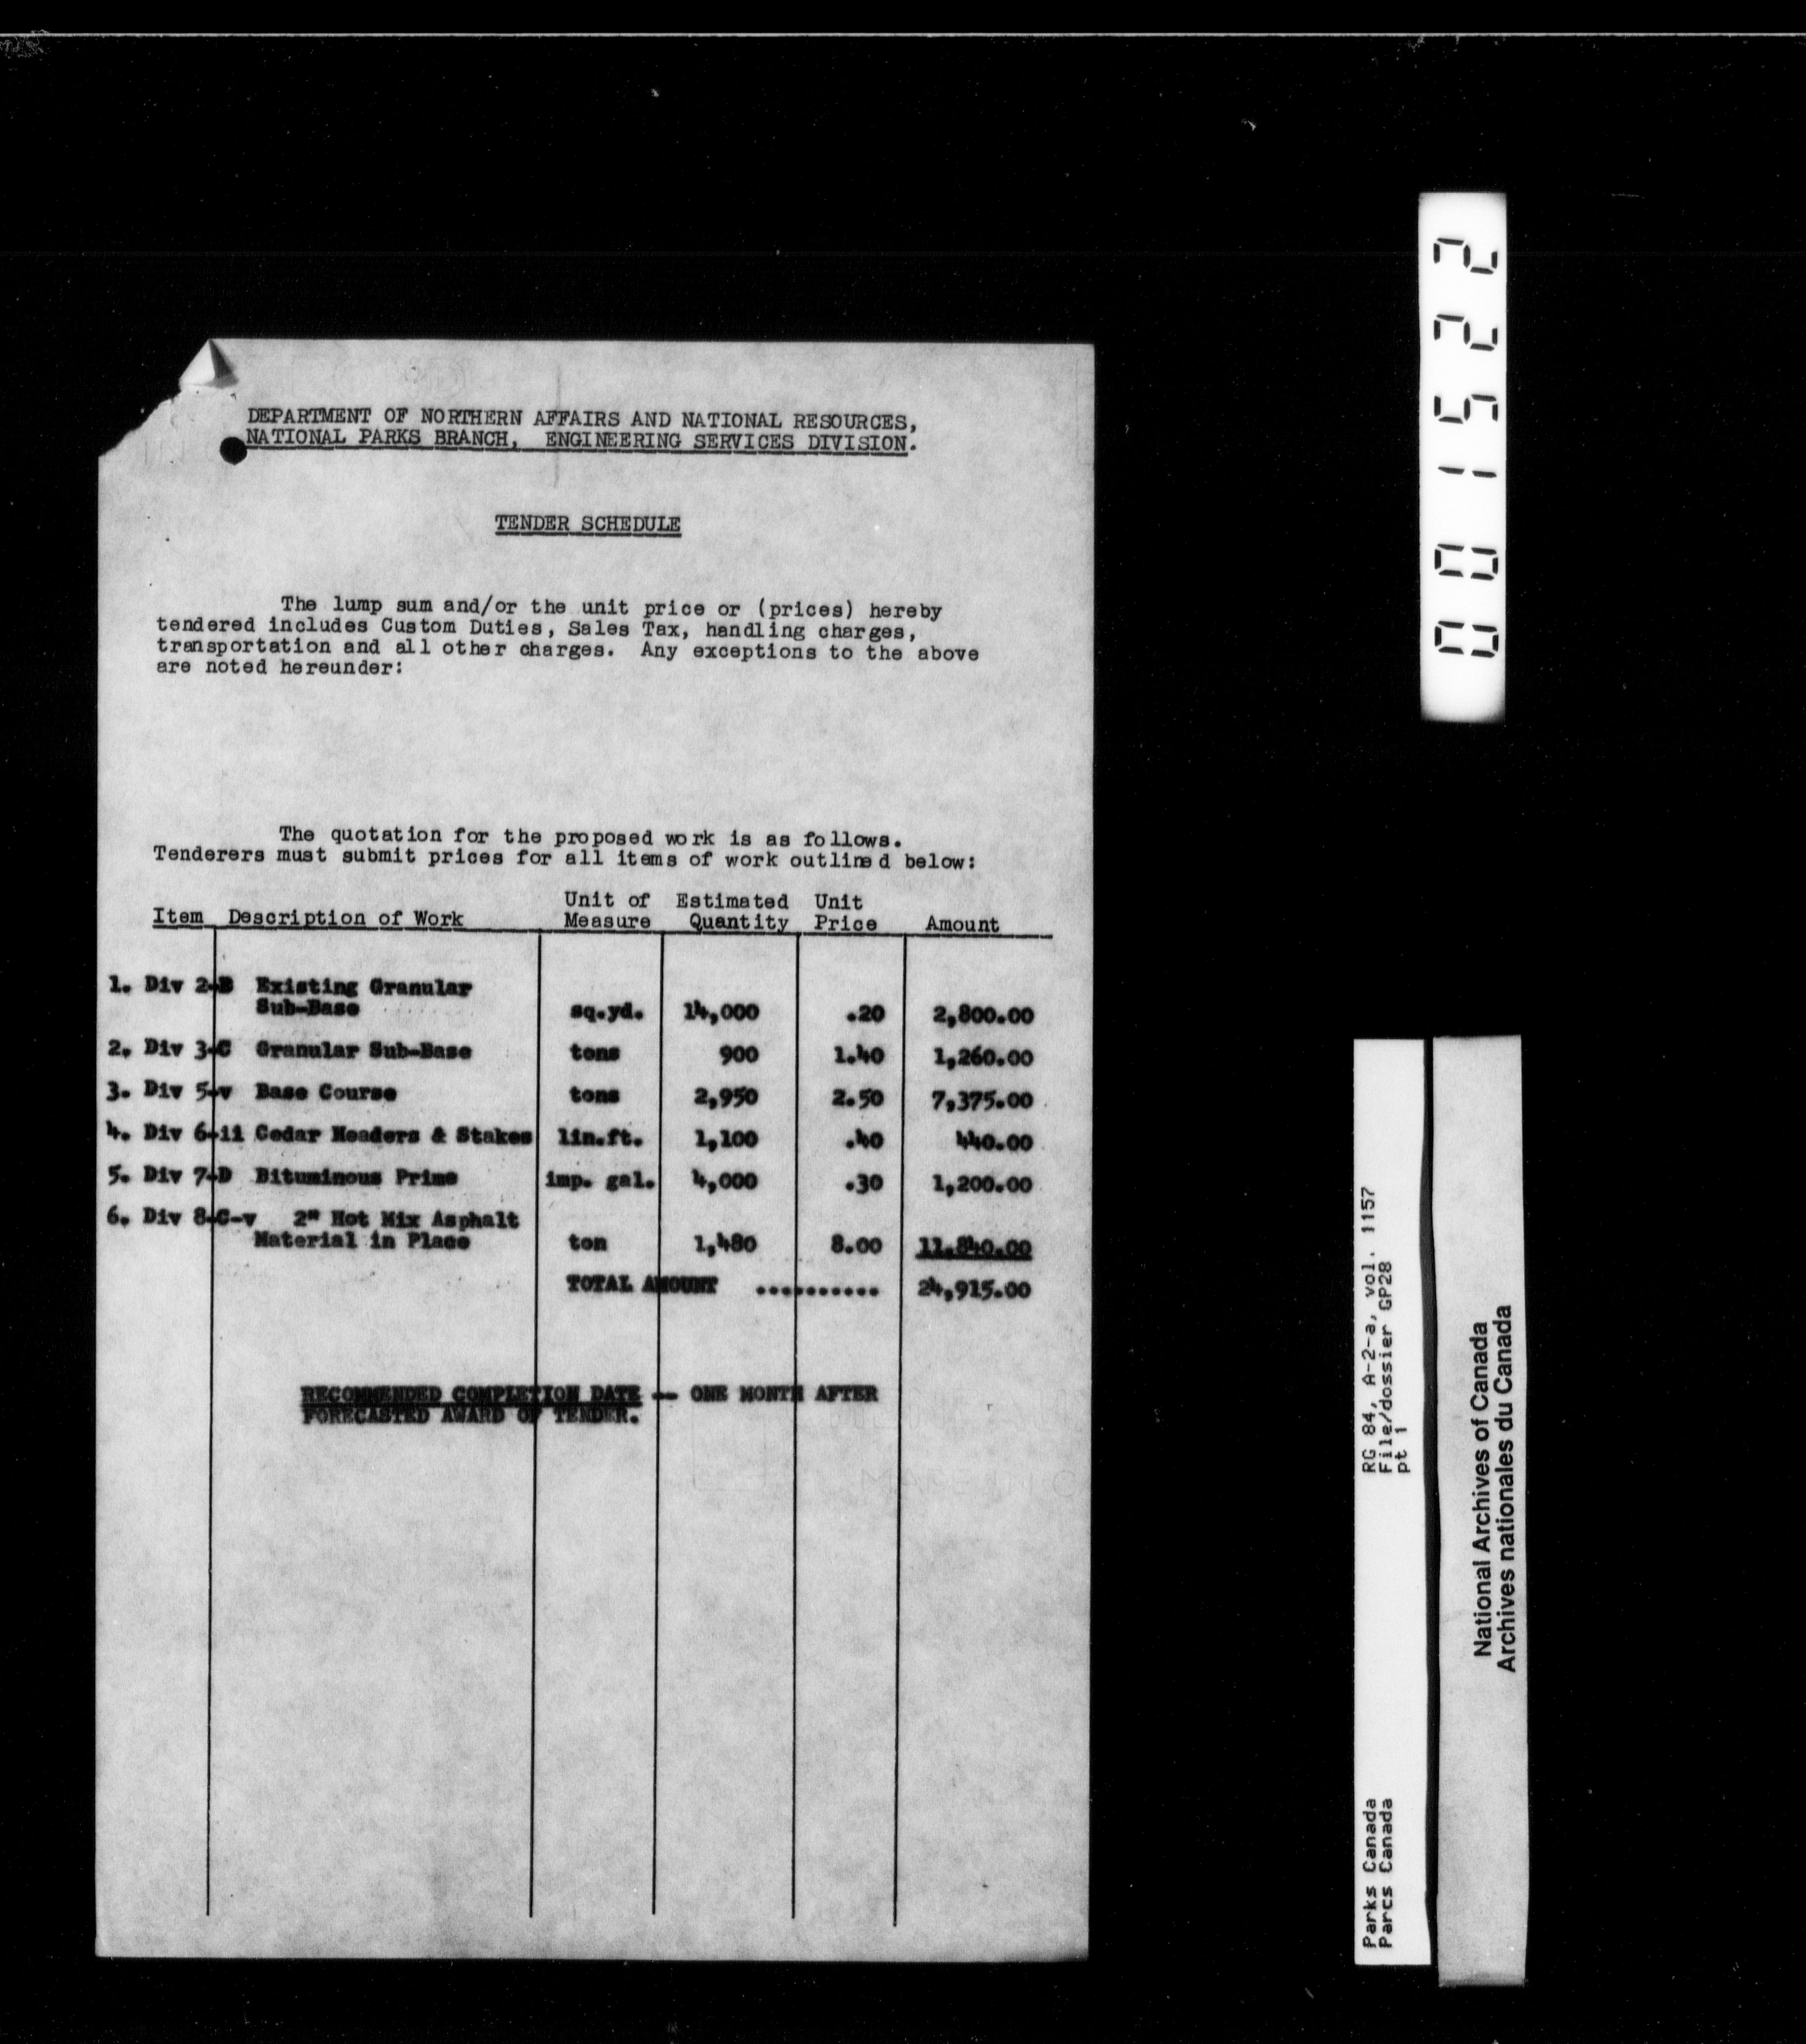 DEPARTMENT OF NORTHERN AFFAIRS AND NATIONAL RESOURCES,
NATIONAL PARKS BRANCH, ENGINEERING SERVICES DIVISION.
TENDER SCHEDULE
The lump sum and/or the unit price or (prices) hereby
tendered includes Custom Duties, Sales Tax, handling charges,
transportation and all other charges. Any exceptions to the above
are noted hereunder:
The quotation for the proposed work is as follows.
Tenderers must submit prices for all items of work outlined below:
Unit of Estimated Unit
Item Description of Work Measure Quantity Price Amount
1. Div 2-B Existing Granular
Sub-Base sq.yd. 14,000 .20 2,800.00
2. Div 3-C Granular Sub-Base tons 900 1.40 1,260.00
3. Div 5-v Base Course tons 2,950 2.50 7,375.00
4. Div 6-ii Cedar Headers & Stakes lin.ft. 1,100 .40 440.00
5. Div 7-D Bituminous Prime imp. gal. 4,000 .30 1,200.00
6. Div 8-C-v 2" Hot Mix Asphalt
Material in Place ton 1,480 8.00 11,840.00
TOTAL AMOUNT .......... 24,915.00
RECOMMENDED COMPLETION DATE -- ONE MONTH AFTER
FORECASTED AWARD OF TENDER.
001522
Parks Canada RG 84, A-2-a, vol. 1157
Parcs Canada File/dossier GP28
pt 1
National Archives of Canada
Archives nationales du Canada